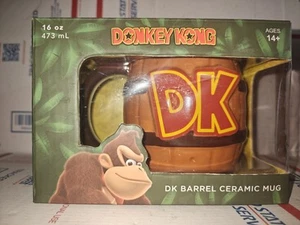 16 oz
473 mL
DONKEY KONG
AGES
14+
DK
DK BARREL CERAMIC MUG